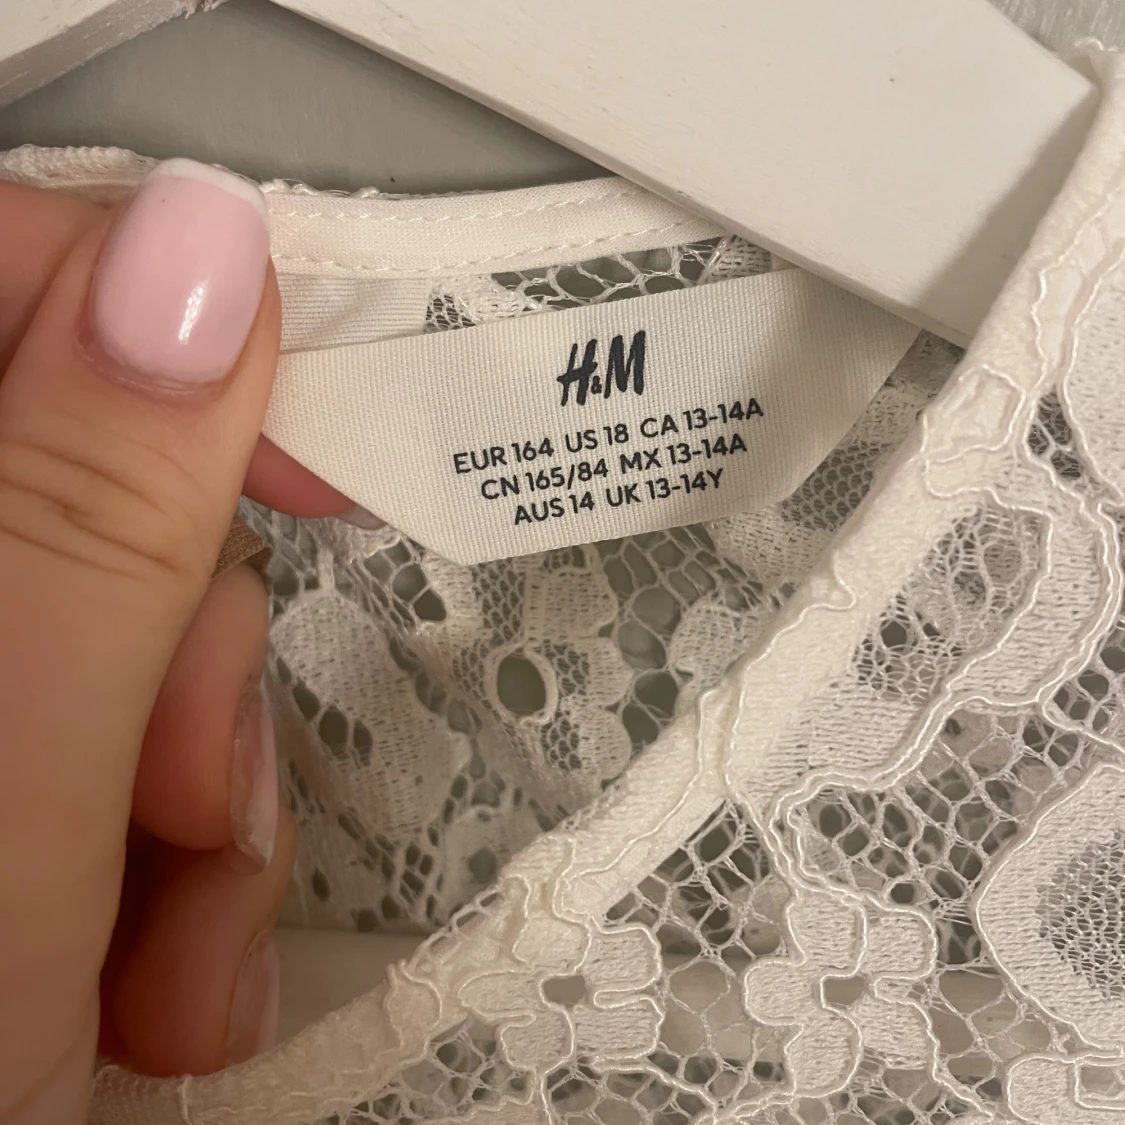 H&M
EUR 164 US 18 CA 13-14A
CN 165/84 MX 13-14A
AUS 14 UK 13-14Y